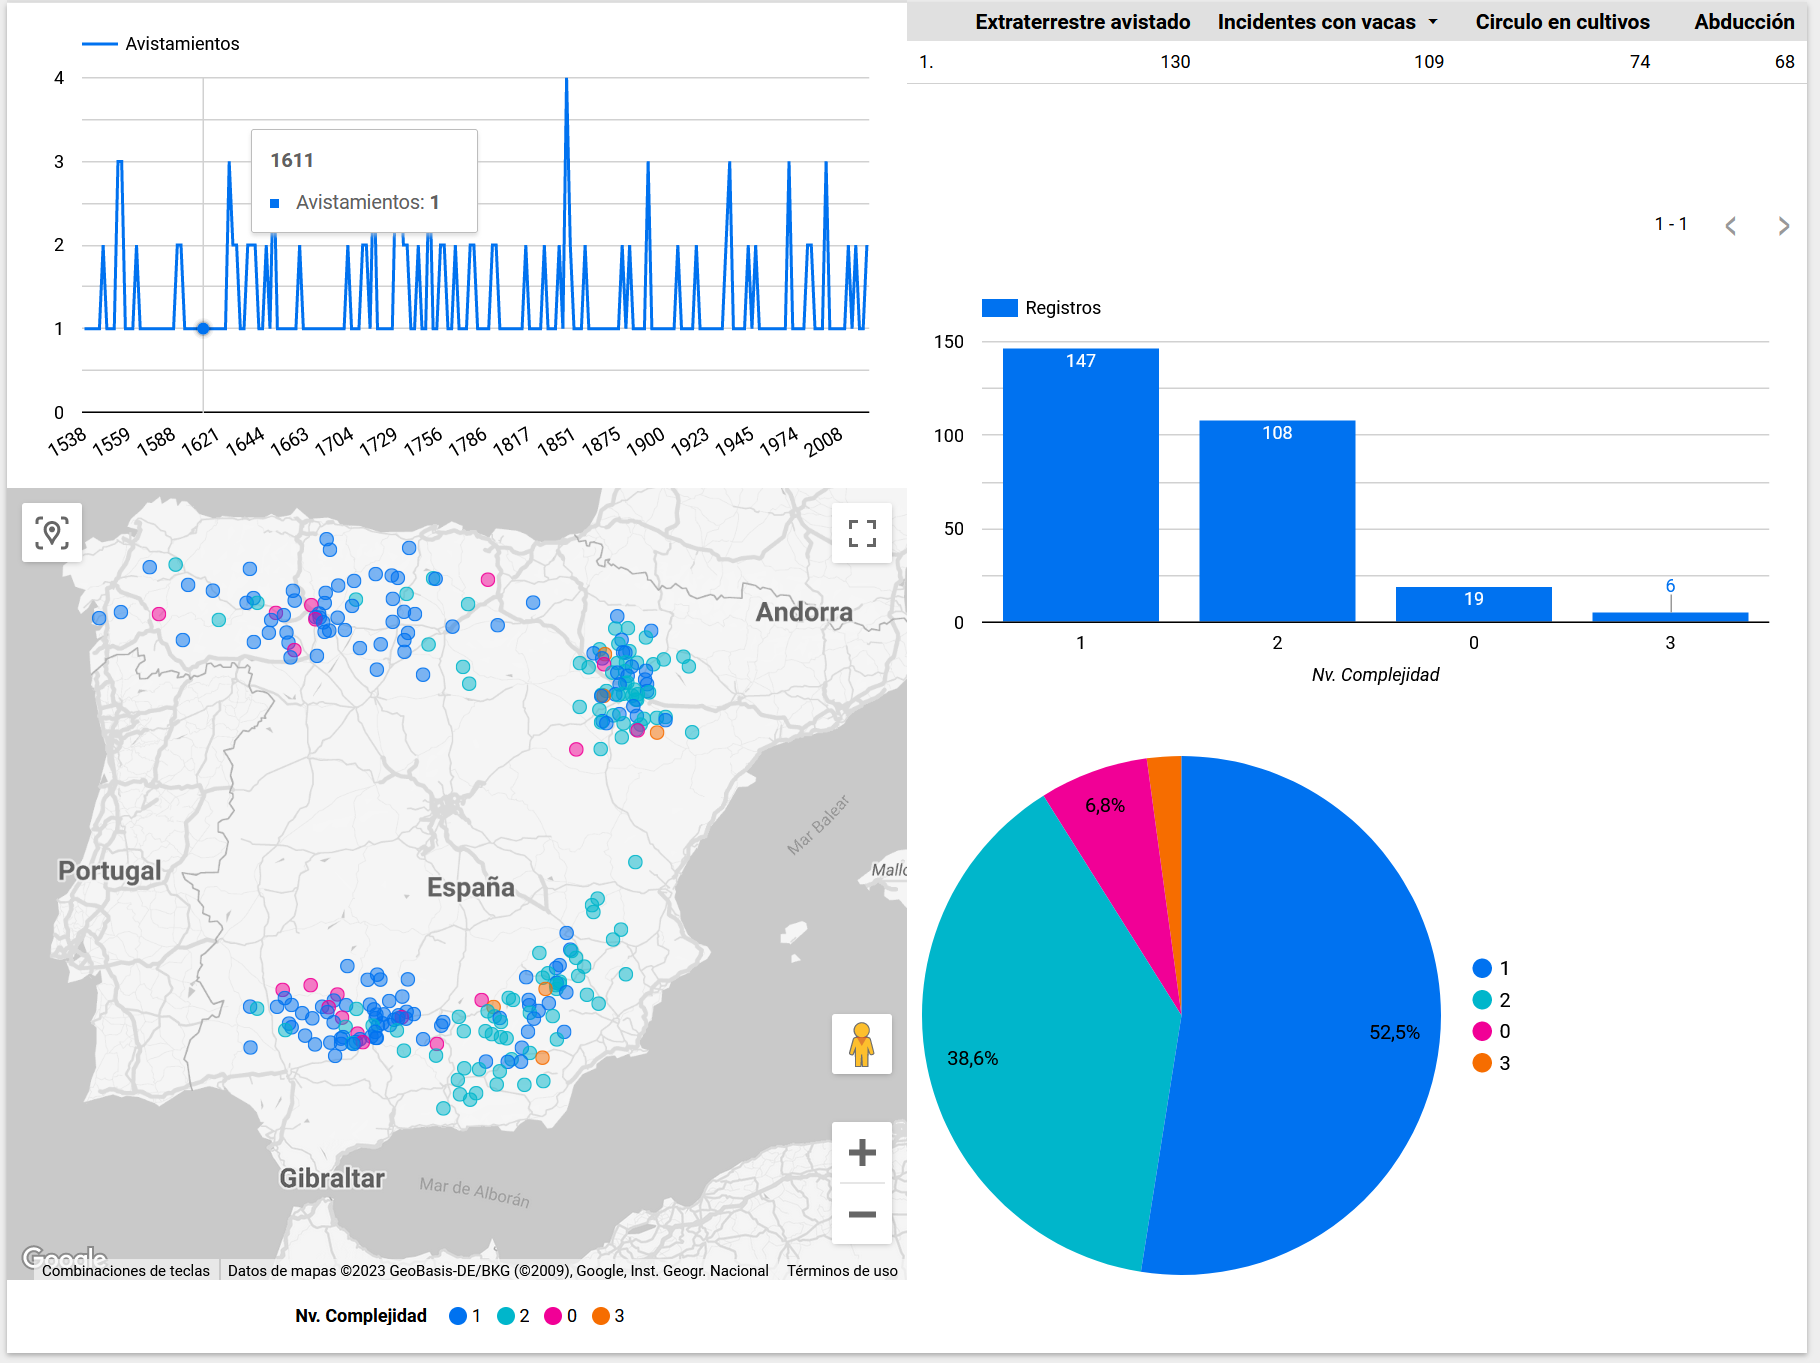 Avistamientos
4
3
2
1
0
1611
Avistamientos: 1
1538 1559 1588 1621 1644 1663 1704 1729 1756 1786 1817 1851 1875 1900 1923 1945 1974 2008
Extraterrestre avistado Incidentes con vacas Circulo en cultivos Abducción
1. 130 109 74 68
1 - 1
Registros
150
100
50
0
147
108
19
6
1 2 0 3
Nv. Complejidad
Andorra
Mar Balear
Portugal
España
Gibraltar
Mar de Alborán
Google
Combinaciones de teclas Datos de mapas ©2023 GeoBasis-DE/BKG (©2009), Google, Inst. Geogr. Nacional Términos de uso
Nv. Complejidad 1 2 0 3
6,8%
52,5%
38,6%
1
2
0
3